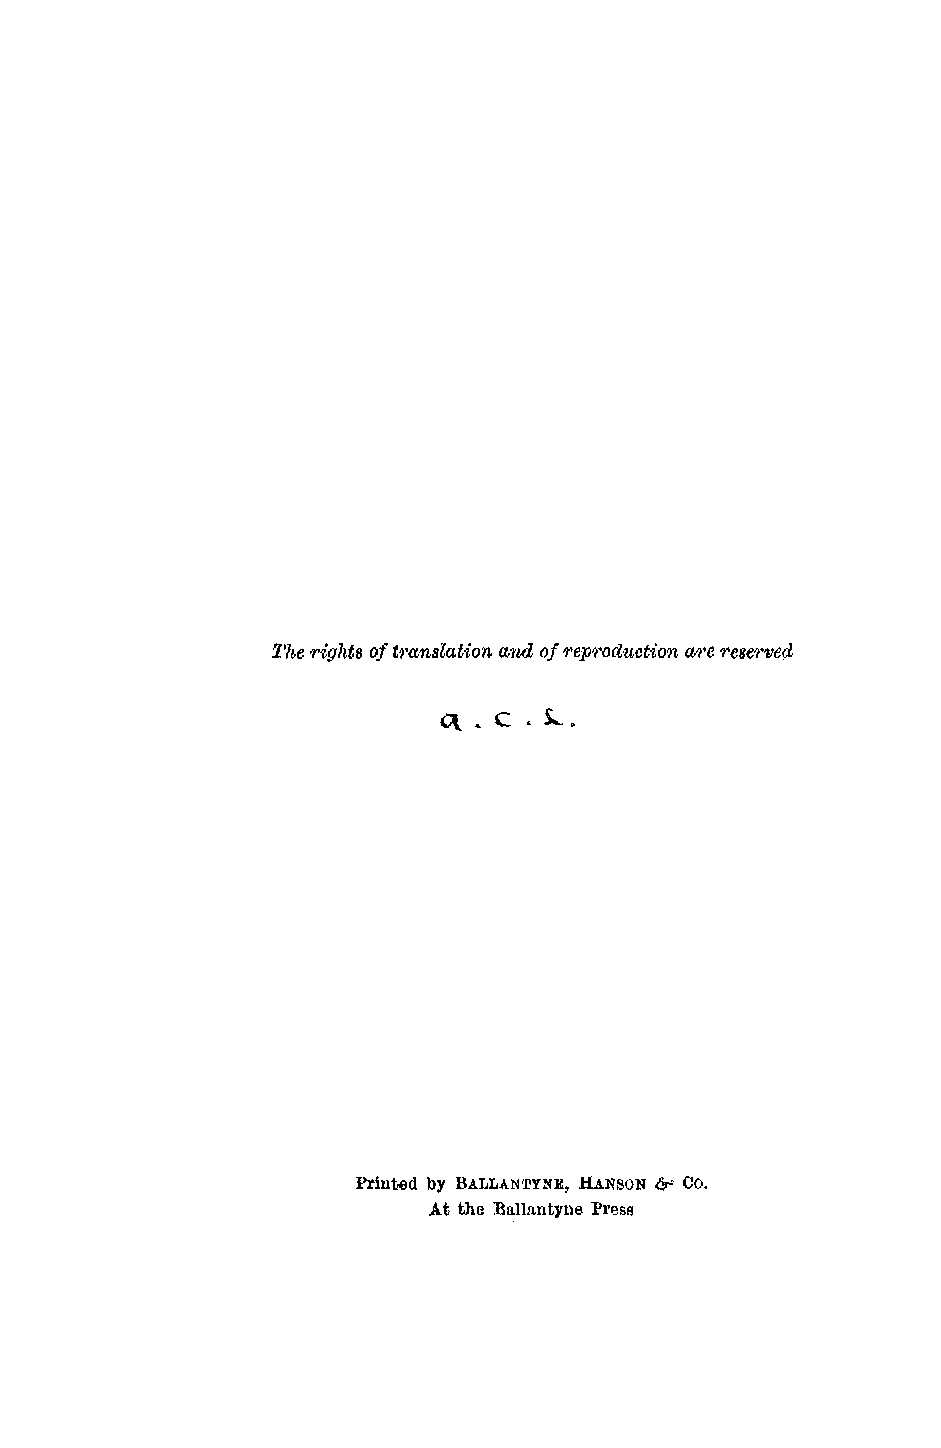 The rights of translation and of reproduction are reserved
a. c. L.
Printed by BALLANTYNE, HANSON & CO.
At the Ballantyne Press